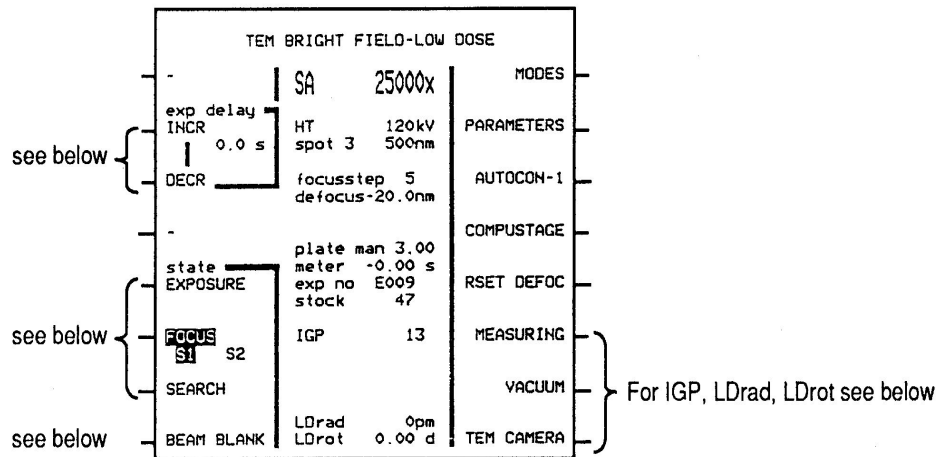 TEM BRIGHT FIELD-LOW DOSE
- SA 25000x MODES
exp delay
INCR HT 120kV PARAMETERS
0.0 s spot 3 500nm
see below
DECR focusstep 5 AUTOCON-1
defocus-20.0nm
- COMPUSTAGE
plate man 3.00
state meter -0.00 s
EXPOSURE exp no E009 RSET DEFOC
stock 47
see below FOCUS IGP 13 MEASURING
S1 S2
SEARCH VACUUM For IGP, LDrad, LDrot see below
LDrad 0pm
see below BEAM BLANK LDrot 0.00 d TEM CAMERA